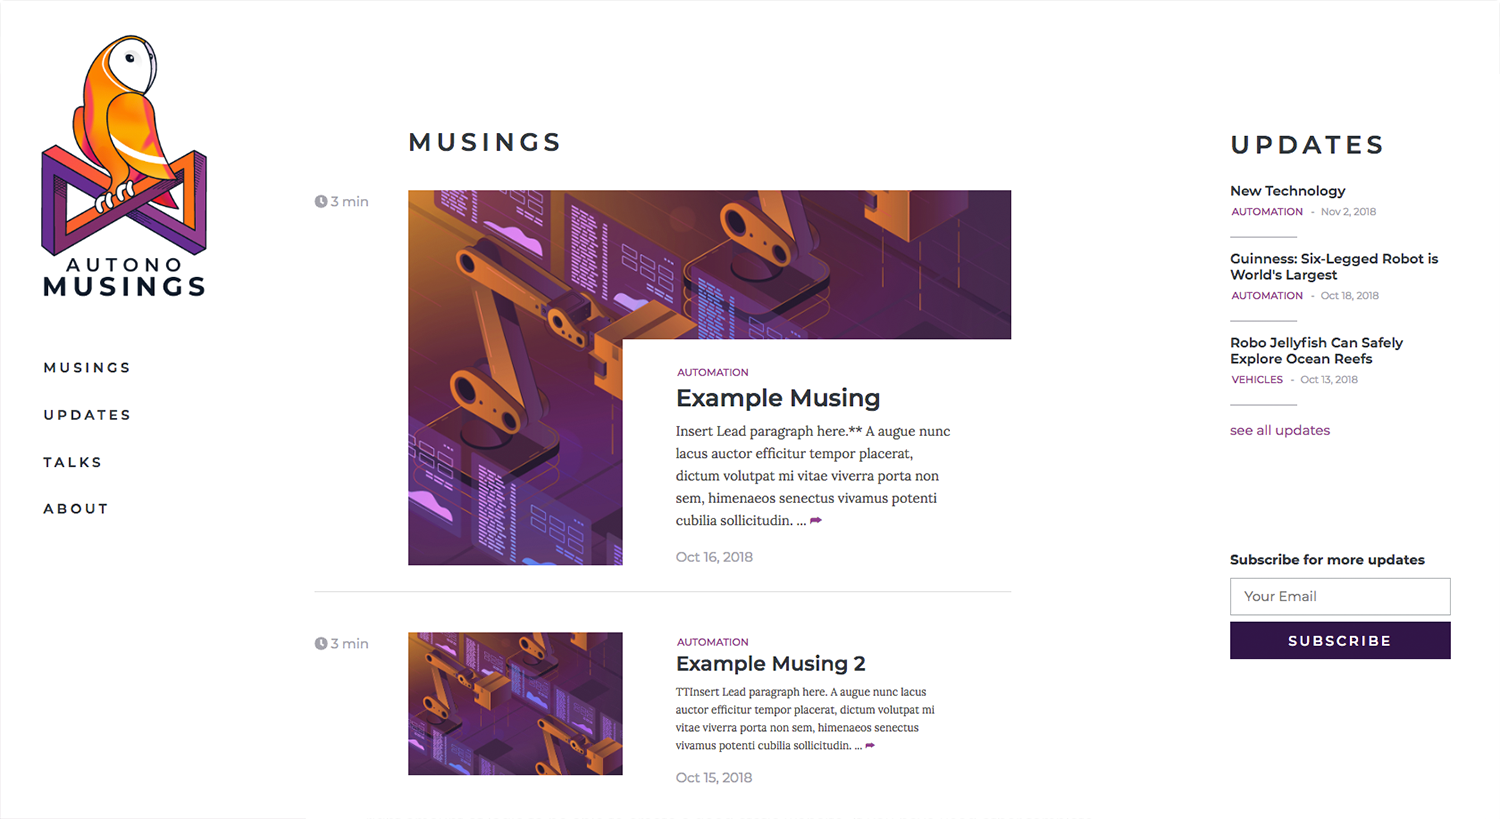 AUTONO
MUSINGS
MUSINGS
UPDATES
TALKS
ABOUT
MUSINGS
3 min
AUTOMATION
Example Musing
Insert Lead paragraph here.** A augue nunc
lacus auctor efficitur tempor placerat,
dictum volutpat mi vitae viverra porta non
sem, himenaeos senectus vivamus potenti
cubilia sollicitudin. ...
Oct 16, 2018
3 min
AUTOMATION
Example Musing 2
TTInsert Lead paragraph here. A augue nunc lacus
auctor efficitur tempor placerat, dictum volutpat mi
vitae viverra porta non sem, himenaeos senectus
vivamus potenti cubilia sollicitudin. ...
Oct 15, 2018
UPDATES
New Technology
AUTOMATION - Nov 2, 2018
Guinness: Six-Legged Robot is
World's Largest
AUTOMATION - Oct 18, 2018
Robo Jellyfish Can Safely
Explore Ocean Reefs
VEHICLES - Oct 13, 2018
see all updates
Subscribe for more updates
Your Email
SUBSCRIBE